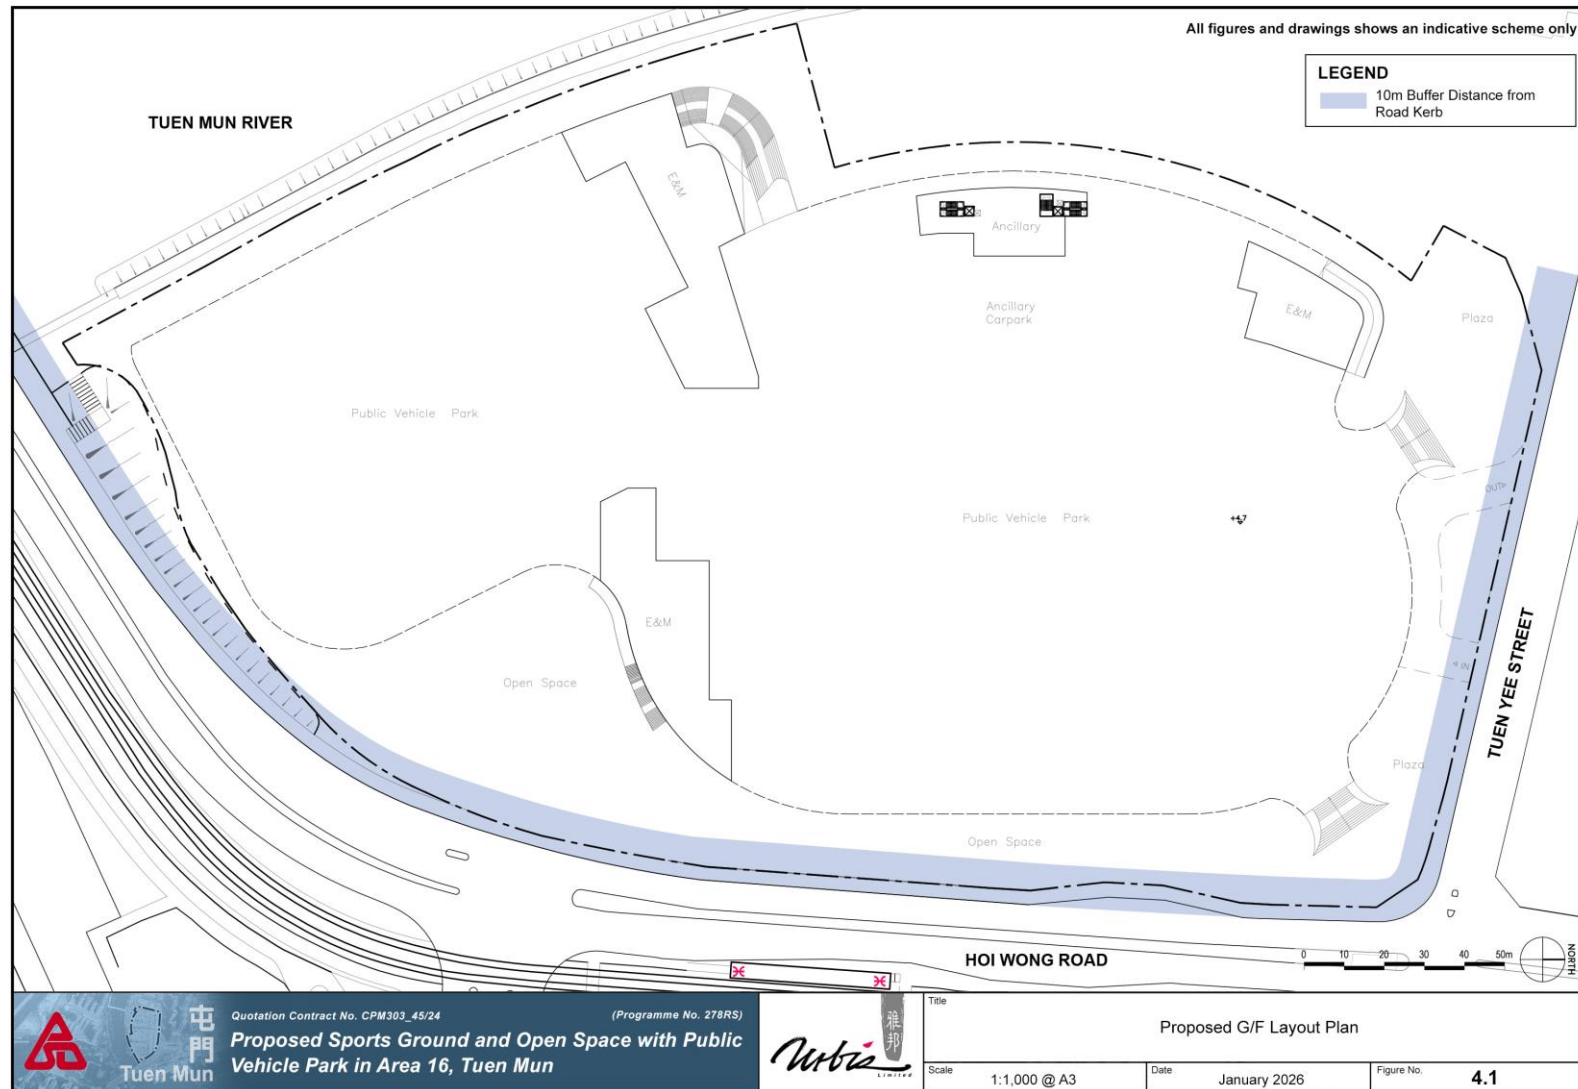 All figures and drawings shows an indicative scheme only
LEGEND
10m Buffer Distance from
Road Kerb
TUEN MUN RIVER
E&M
Ancillary
Ancillary
Carpark
E&M
Plaza
Public Vehicle Park
OUT
Public Vehicle Park
+4.7
E&M
IN
Open Space
TUEN YEE STREET
Plaza
Open Space
HOI WONG ROAD
0 10 20 30 40 50m
NORTH
屯門
Tuen Mun
Quotation Contract No. CPM303_45/24 (Programme No. 278RS)
Proposed Sports Ground and Open Space with Public
Vehicle Park in Area 16, Tuen Mun
Urbis
Limited
雅邦
Title
Proposed G/F Layout Plan
Scale 1:1,000 @ A3
Date January 2026
Figure No. 4.1